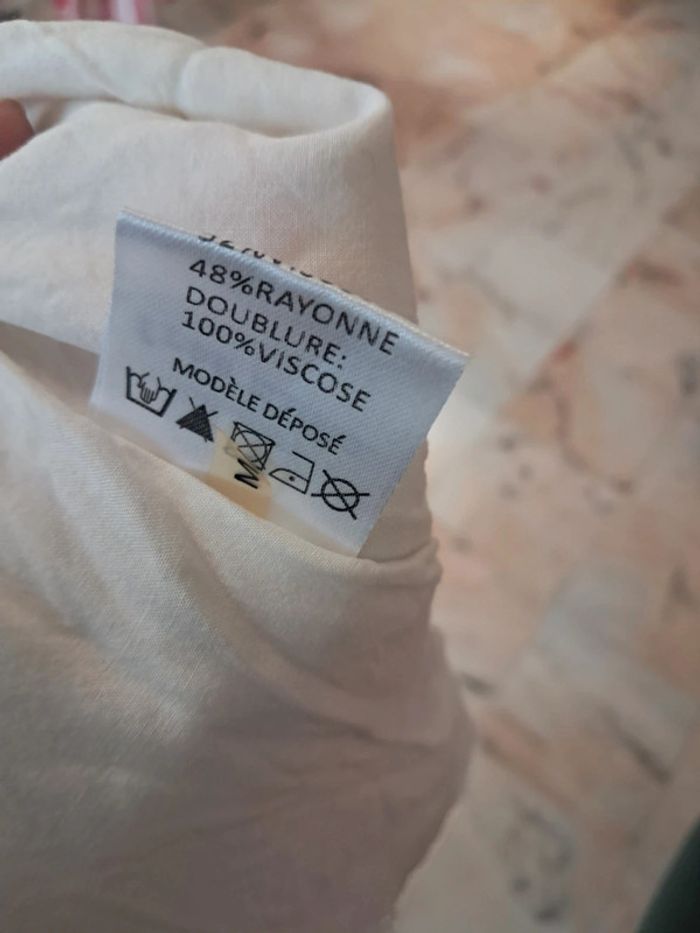 48%RAYONNE
DOUBLURE:
100%VISCOSE
MODÈLE DÉPOSÉ